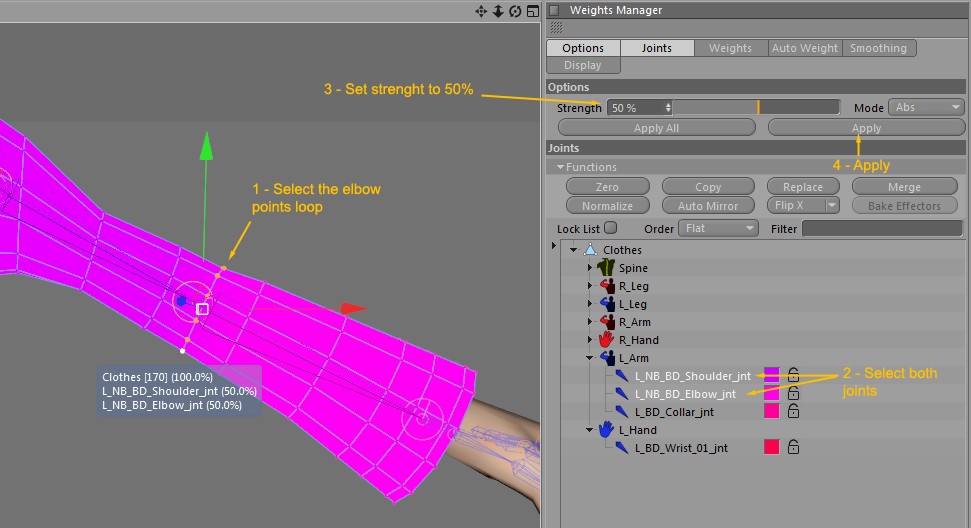 Weights Manager
Options
Joints
Weights
Auto Weight
Smoothing
Display
Options
3 - Set strenght to 50%
Strength
50 %
Mode
Abs
Apply All
Apply
4 - Apply
Joints
Functions
Zero
Copy
Replace
Merge
Normalize
Auto Mirror
Flip X
Bake Effectors
Lock List
Order
Flat
Filter
1 - Select the elbow
points loop
Clothes
Spine
R_Leg
L_Leg
R_Arm
R_Hand
L_Arm
L_NB_BD_Shoulder_jnt
L_NB_BD_Elbow_jnt
L_BD_Collar_jnt
2 - Select both
joints
L_Hand
L_BD_Wrist_01_jnt
Clothes [170] (100.0%)
L_NB_BD_Shoulder_jnt (50.0%)
L_NB_BD_Elbow_jnt (50.0%)